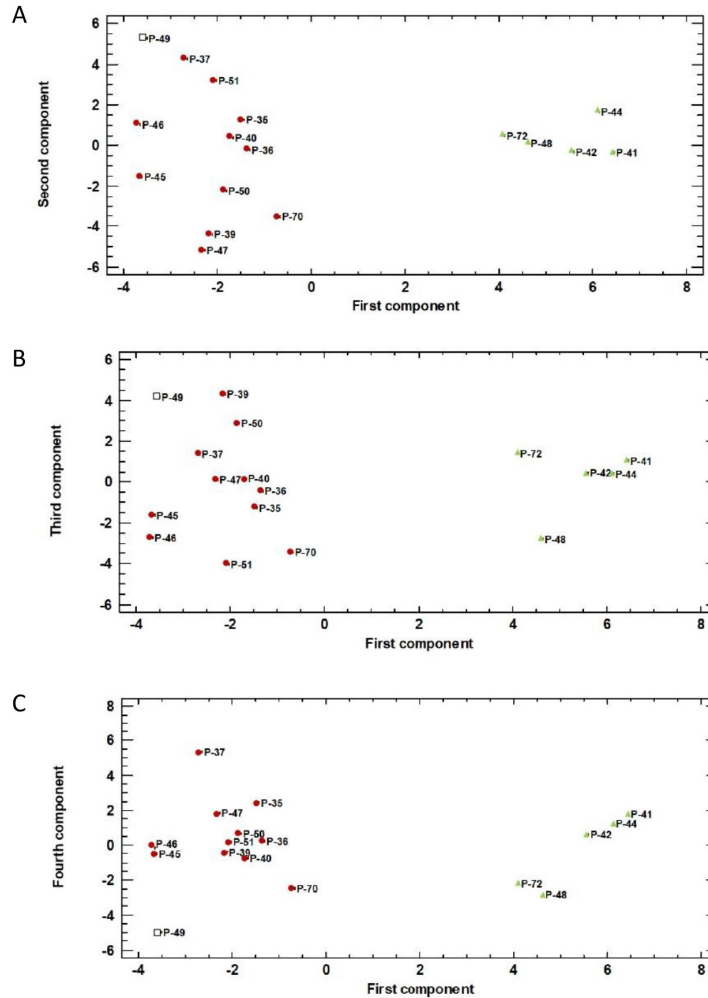 A
6
P-49
P-37
4
P-51
2
P-44
P-35
P-46
P-40
P-72
P-48
0
P-36
P-42
P-41
P-45
-2
P-50
P-70
-4
P-39
P-47
-6
Second component
-4 -2 0 2 4 6 8
First component
B
6
P-49
P-39
4
P-50
2
P-37
P-72
P-41
P-47
P-40
P-42
P-44
0
P-36
P-35
P-45
-2
P-46
P-48
P-70
P-51
-4
-6
Third component
-4 -2 0 2 4 6 8
First component
C
8
6
P-37
4
P-35
2
P-47
P-41
P-44
P-50
P-42
P-46
P-51
P-36
0
P-45
P-39
P-40
-2
P-70
P-72
P-48
-4
P-49
-6
Fourth component
-4 -2 0 2 4 6 8
First component